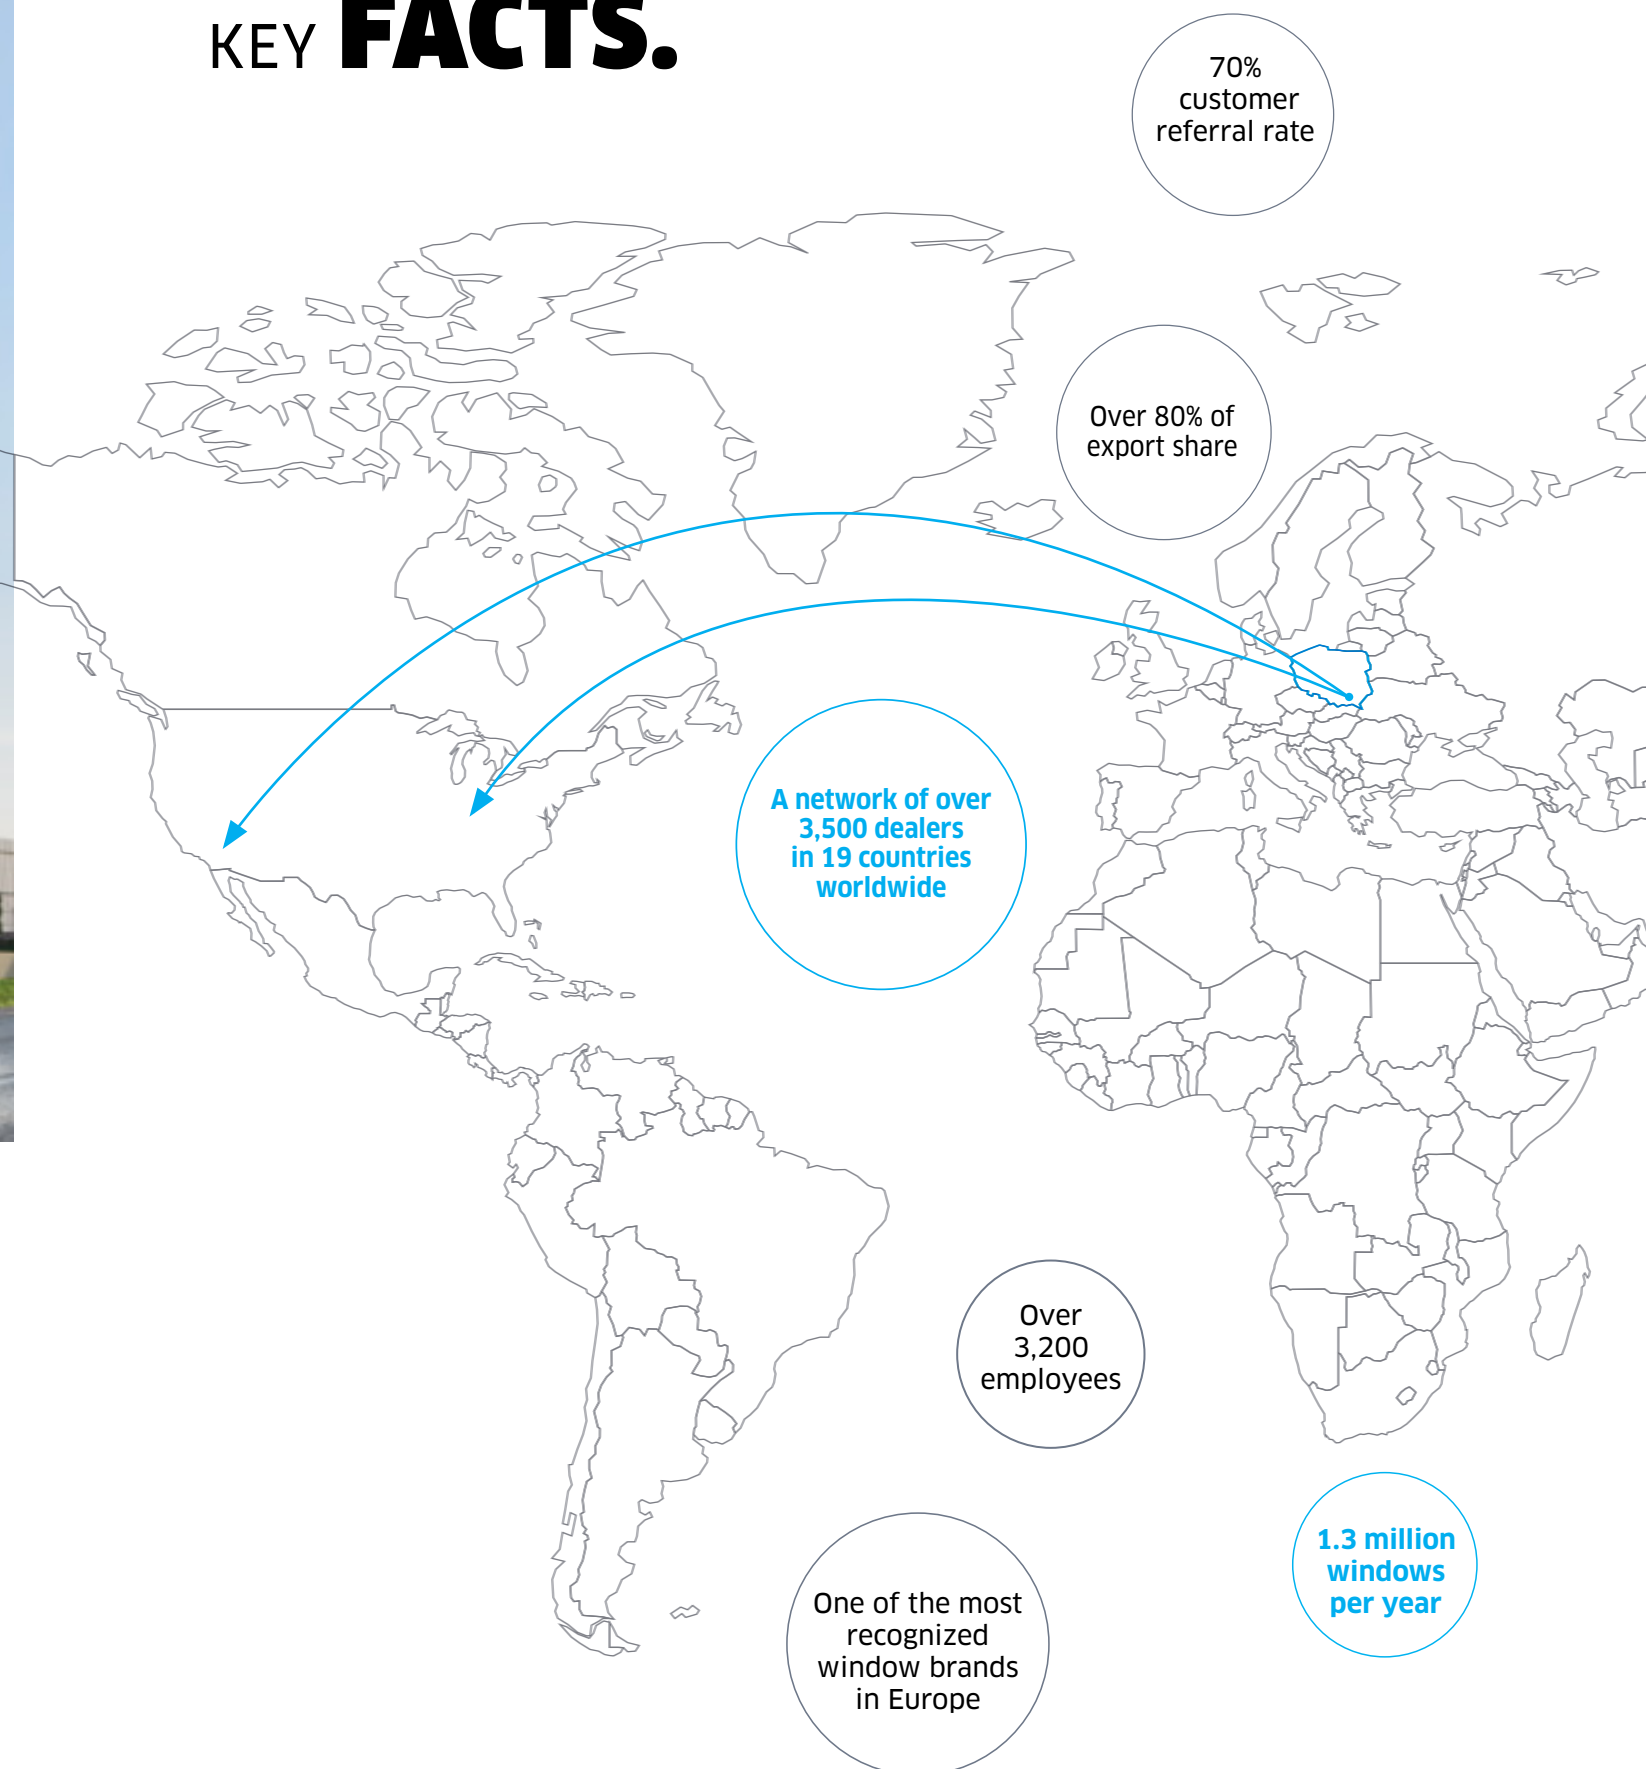 KEY FACTS.
70%
customer
referral rate
Over 80% of
export share
A network of over
3,500 dealers
in 19 countries
worldwide
Over
3,200
employees
1.3 million
windows
per year
One of the most
recognized
window brands
in Europe